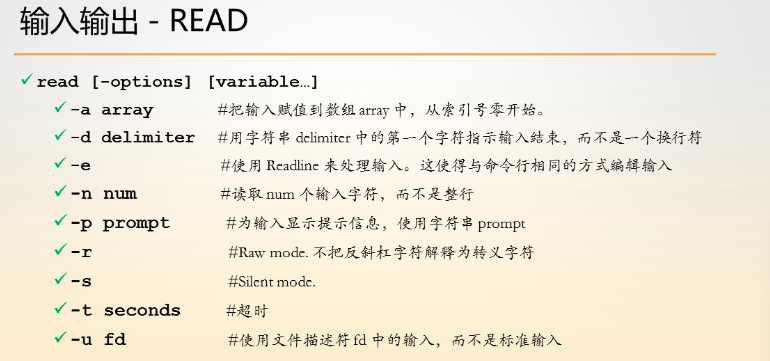 输入输出 - READ
✓read [-options] [variable…]
✓-a array #把输入赋值到数组 array 中，从索引号零开始。
✓-d delimiter #用字符串 delimiter 中的第一个字符指示输入结束，而不是一个换行符
✓-e #使用 Readline 来处理输入。这使得与命令行相同的方式编辑输入
✓-n num #读取 num 个输入字符，而不是整行
✓-p prompt #为输入显示提示信息，使用字符串 prompt
✓-r #Raw mode. 不把反斜杠字符解释为转义字符
✓-s #Silent mode.
✓-t seconds #超时
✓-u fd #使用文件描述符 fd 中的输入，而不是标准输入